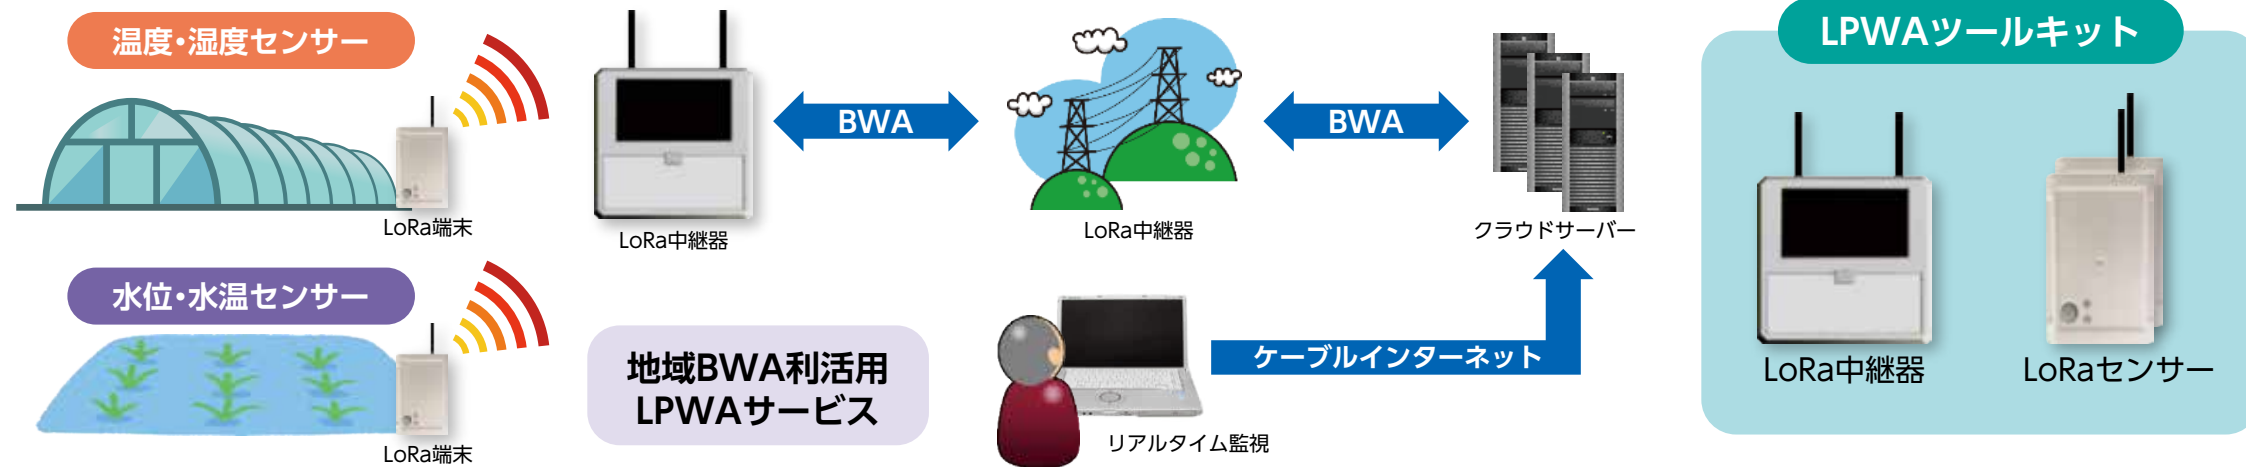 温度・湿度センサー
LoRa端末
水位・水温センサー
LoRa端末
LoRa中継器
BWA
LoRa中継器
BWA
クラウドサーバー
地域BWA利活用
LPWAサービス
リアルタイム監視
ケーブルインターネット
LPWAツールキット
LoRa中継器
LoRaセンサー